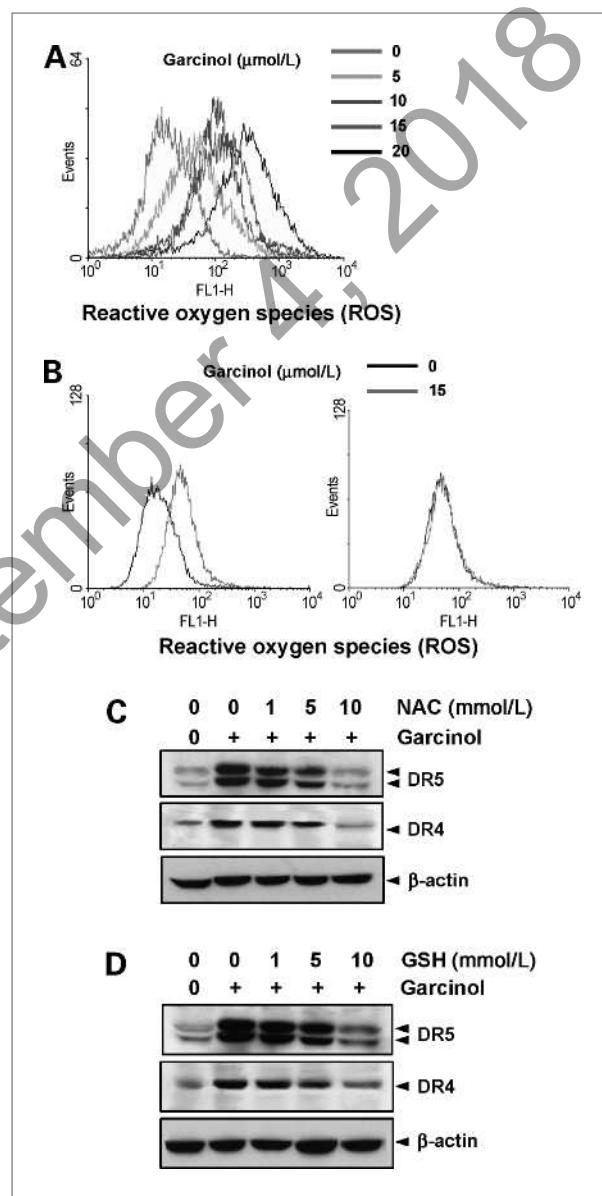 A
Garcinol (μmol/L)
0
5
10
15
20
64
Events
0
10⁰ 10¹ 10² 10³ 10⁴
FL1-H
Reactive oxygen species (ROS)
B
Garcinol (μmol/L)
0
15
128
Events
0
10⁰ 10¹ 10² 10³ 10⁴
FL1-H
128
Events
0
10¹ 10² 10³ 10⁴
FL1-H
Reactive oxygen species (ROS)
C
0 0 1 5 10 NAC (mmol/L)
0 + + + + Garcinol
DR5
DR4
β-actin
D
0 0 1 5 10 GSH (mmol/L)
0 + + + + Garcinol
DR5
DR4
β-actin
tember 4, 2018